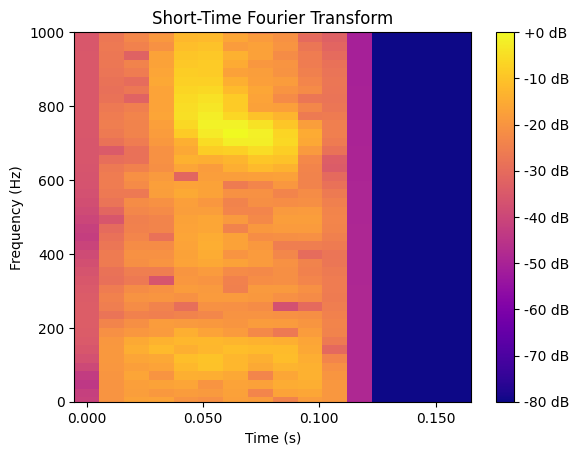 Short-Time Fourier Transform
Frequency (Hz)
1000
800
600
400
200
0
0.000
0.050
0.100
0.150
Time (s)
+0 dB
-10 dB
-20 dB
-30 dB
-40 dB
-50 dB
-60 dB
-70 dB
-80 dB